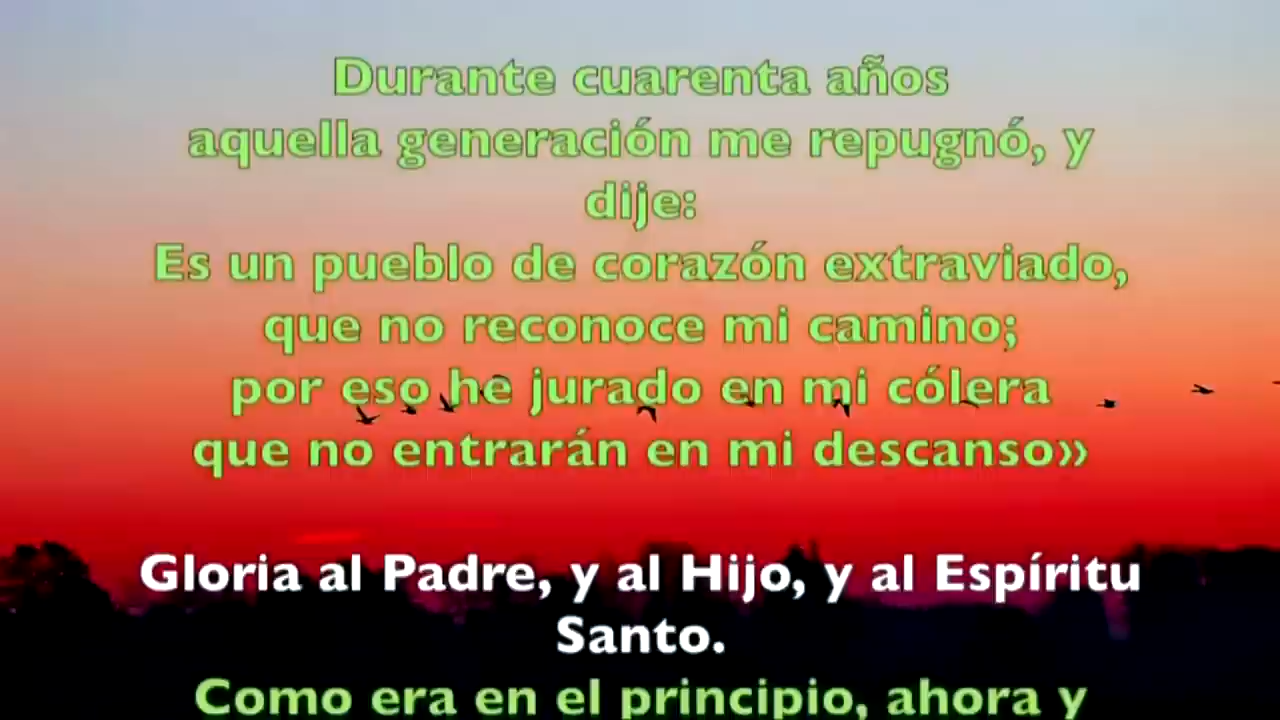 Durante cuarenta años
aquella generación me repugnó, y
dije:
Es un pueblo de corazón extraviado,
que no reconoce mi camino;
por eso he jurado en mi cólera
que no entrarán en mi descanso»
Gloria al Padre, y al Hijo, y al Espíritu
Santo.
Como era en el principio, ahora y